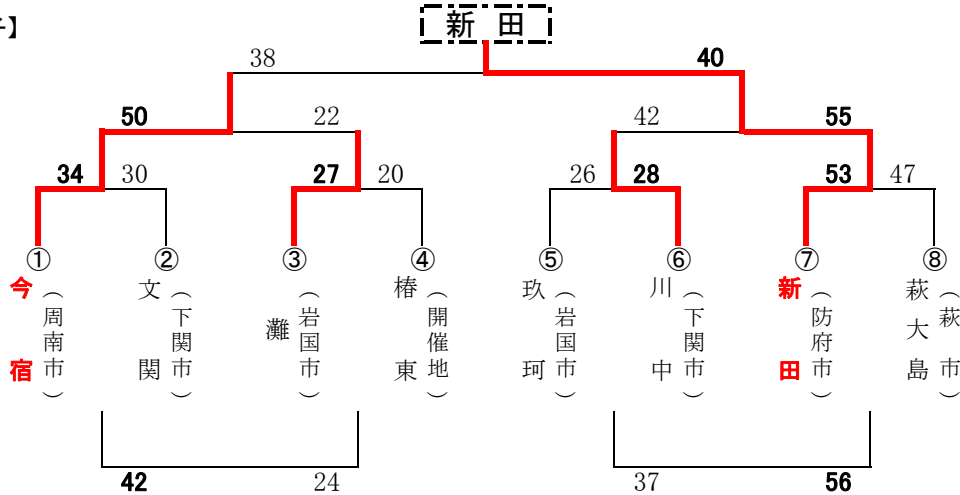 子】
新 田
38 40
50 22 42 55
34 30 27 20 26 28 53 47
① ② ③ ④ ⑤ ⑥ ⑦ ⑧
今宿（周南市）
文関（下関市）
灘（岩国市）
椿東（開催地）
玖珂（岩国市）
川中（下関市）
新田（防府市）
萩大島（萩市）
42 24 37 56